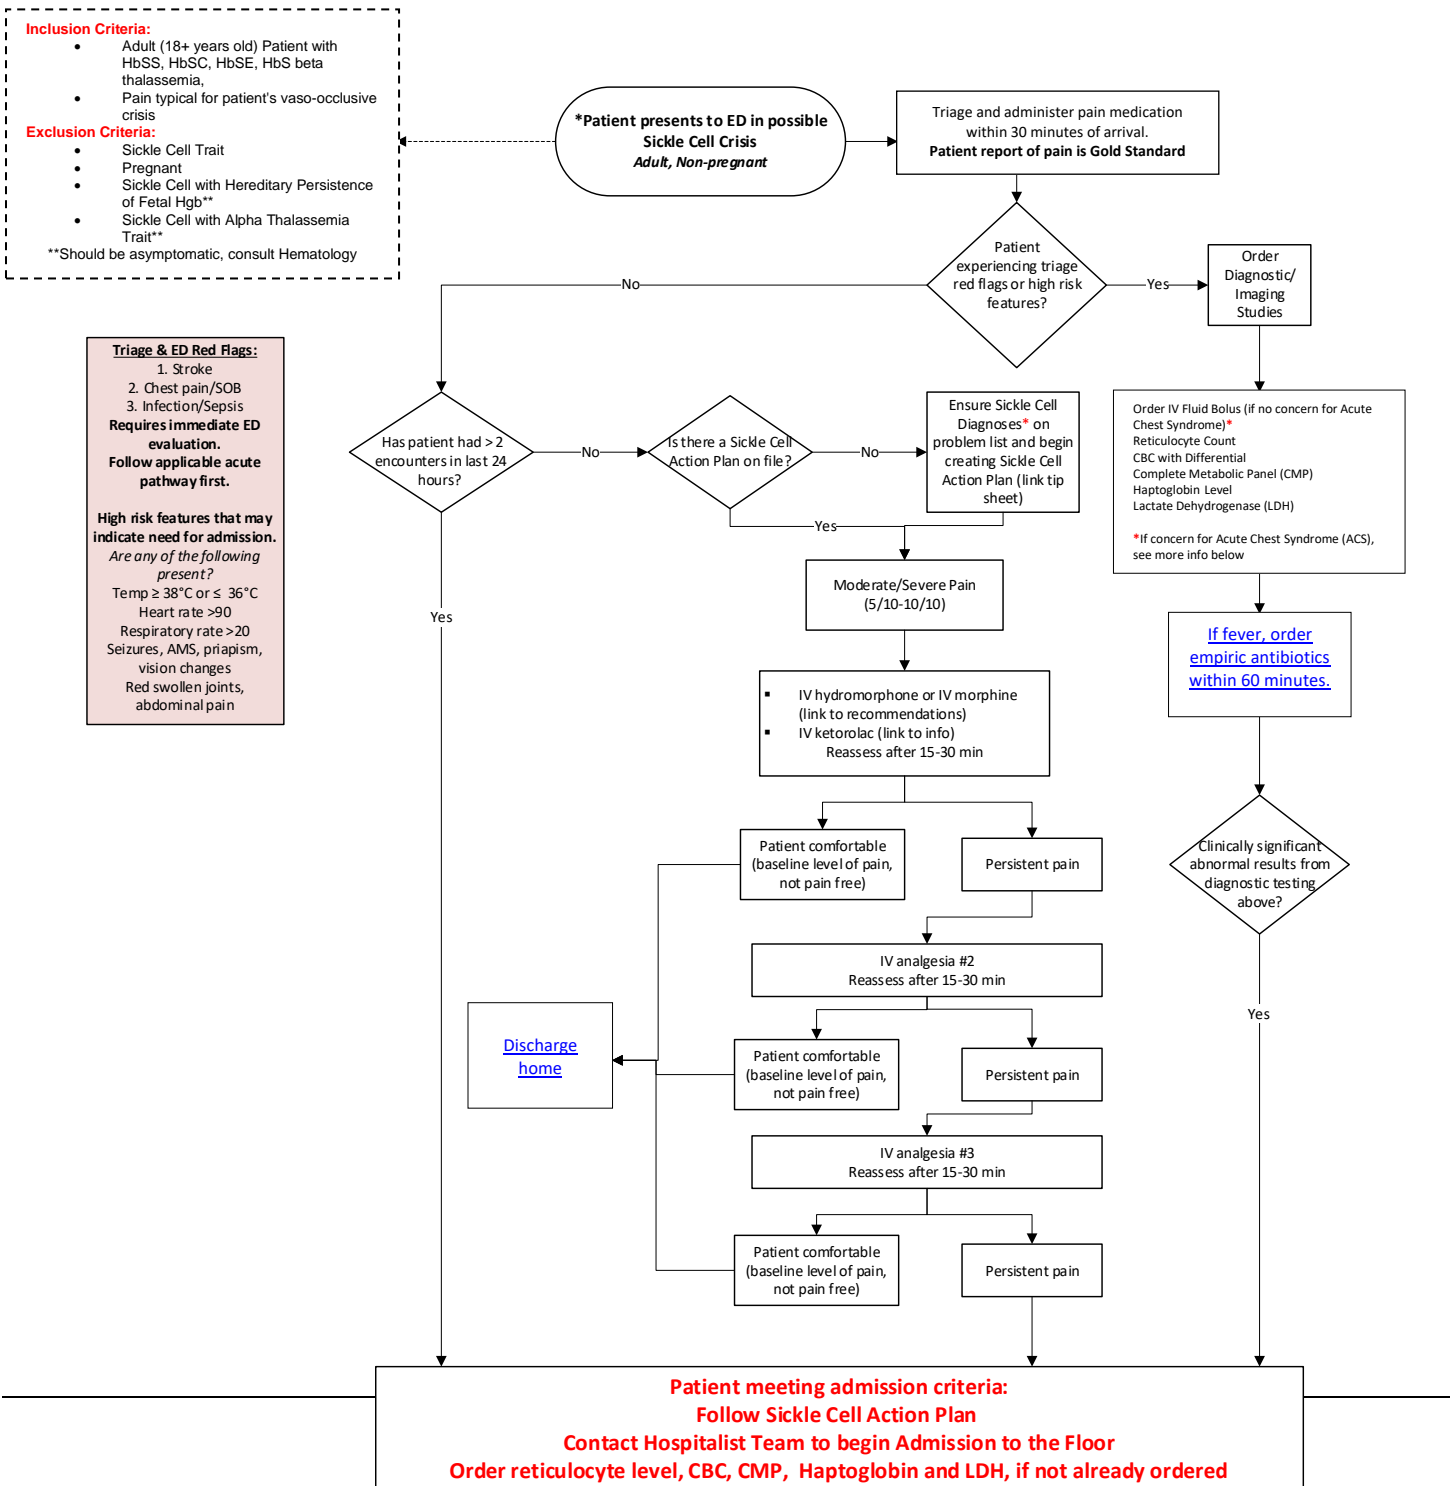 Inclusion Criteria:
• Adult (18+ years old) Patient with
HbSS, HbSC, HbSE, HbS beta
thalassemia,
• Pain typical for patient's vaso-occlusive
crisis
Exclusion Criteria:
• Sickle Cell Trait
• Pregnant
• Sickle Cell with Hereditary Persistence
of Fetal Hgb**
• Sickle Cell with Alpha Thalassemia
Trait**
**Should be asymptomatic, consult Hematology
*Patient presents to ED in possible
Sickle Cell Crisis
Adult, Non-pregnant
Triage and administer pain medication
within 30 minutes of arrival.
Patient report of pain is Gold Standard
Patient
experiencing triage
red flags or high risk
features?
No
Yes
Order
Diagnostic/
Imaging
Studies
Triage & ED Red Flags:
1. Stroke
2. Chest pain/SOB
3. Infection/Sepsis
Requires immediate ED
evaluation.
Follow applicable acute
pathway first.
High risk features that may
indicate need for admission.
Are any of the following
present?
Temp ≥ 38°C or ≤ 36°C
Heart rate >90
Respiratory rate >20
Seizures, AMS, priapism,
vision changes
Red swollen joints,
abdominal pain
Has patient had > 2
encounters in last 24
hours?
No
Is there a Sickle Cell
Action Plan on file?
No
Ensure Sickle Cell
Diagnoses* on
problem list and begin
creating Sickle Cell
Action Plan (link tip
sheet)
Order IV Fluid Bolus (if no concern for Acute
Chest Syndrome)*
Reticulocyte Count
CBC with Differential
Complete Metabolic Panel (CMP)
Haptoglobin Level
Lactate Dehydrogenase (LDH)
*If concern for Acute Chest Syndrome (ACS),
see more info below
Yes
Yes
Moderate/Severe Pain
(5/10-10/10)
If fever, order
empiric antibiotics
within 60 minutes.
▪ IV hydromorphone or IV morphine
(link to recommendations)
▪ IV ketorolac (link to info)
Reassess after 15-30 min
Patient comfortable
(baseline level of pain,
not pain free)
Persistent pain
Clinically significant
abnormal results from
diagnostic testing
above?
IV analgesia #2
Reassess after 15-30 min
Yes
Discharge
home
Patient comfortable
(baseline level of pain,
not pain free)
Persistent pain
IV analgesia #3
Reassess after 15-30 min
Patient comfortable
(baseline level of pain,
not pain free)
Persistent pain
Patient meeting admission criteria:
Follow Sickle Cell Action Plan
Contact Hospitalist Team to begin Admission to the Floor
Order reticulocyte level, CBC, CMP, Haptoglobin and LDH, if not already ordered